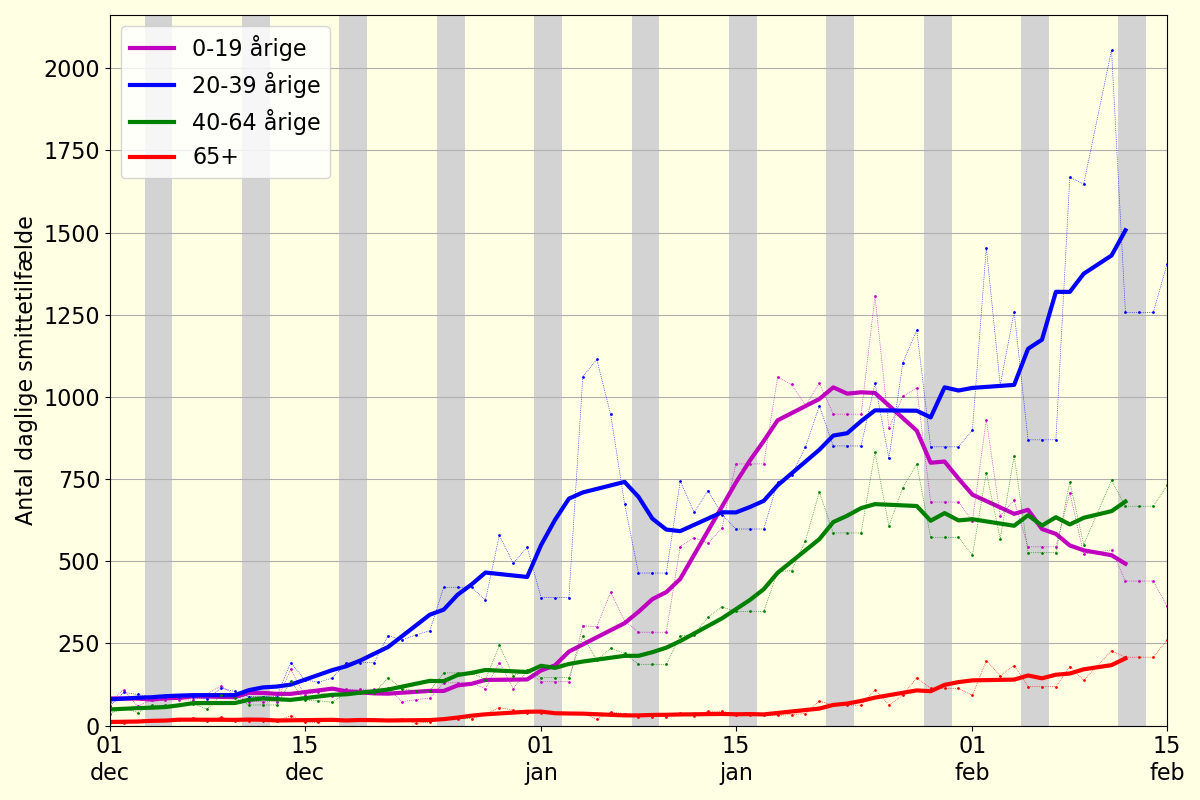 0-19 årige
20-39 årige
40-64 årige
65+
Antal daglige smittetilfælde
2000
1750
1500
1250
1000
750
500
250
0
01 15 01 15 01 15
dec dec jan jan feb feb